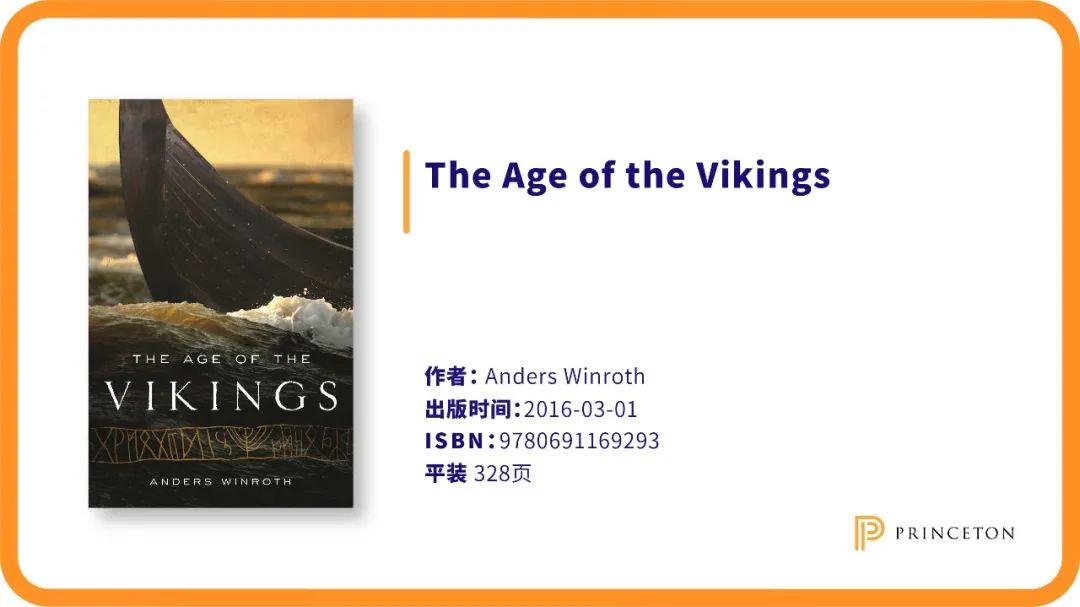 THE AGE OF THE
VIKINGS
ANDERS WINROTH
The Age of the Vikings
作者：Anders Winroth
出版时间：2016-03-01
ISBN：9780691169293
平装 328页
PRINCETON